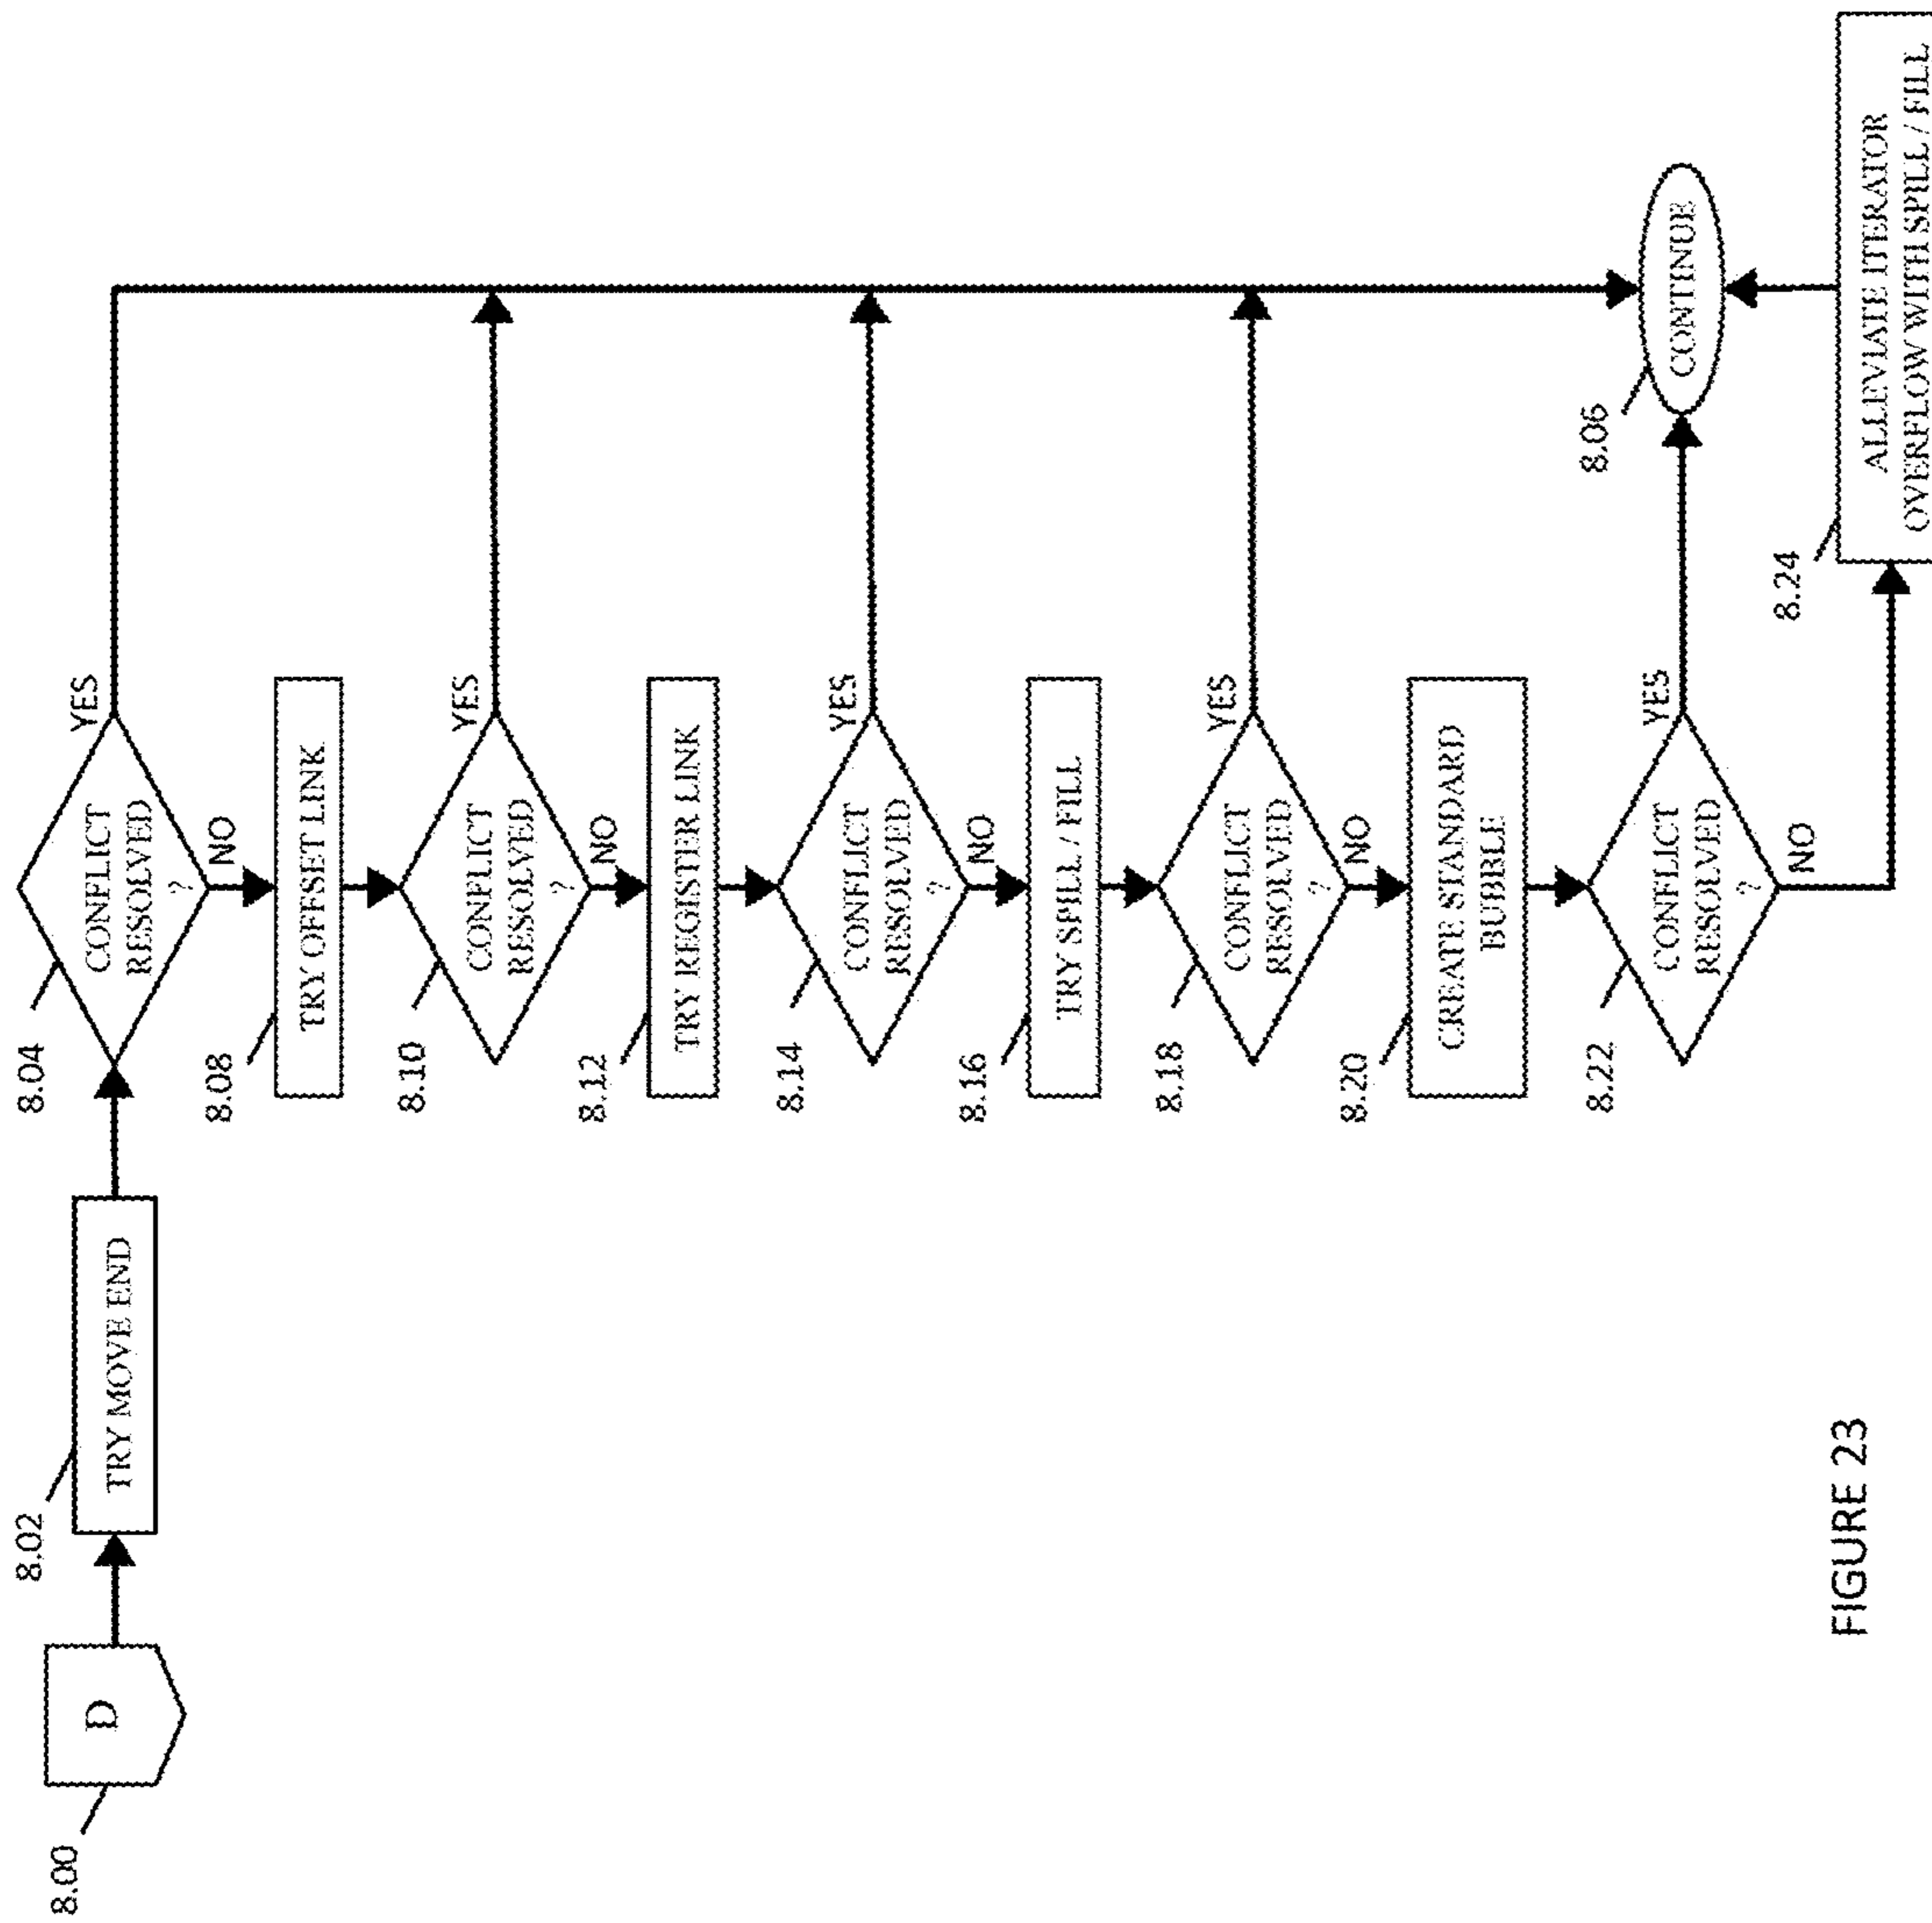 8.00
D
8.02
TRY MOVE END
8.04
CONFLICT
RESOLVED
?
YES
NO
8.08
TRY OFFSET LINK
8.10
CONFLICT
RESOLVED
?
YES
NO
8.12
TRY REGISTER LINK
8.14
CONFLICT
RESOLVED
?
YES
NO
8.16
TRY SPILL / FILL
8.18
CONFLICT
RESOLVED
?
YES
NO
8.20
CREATE STANDARD
BUBBLE
8.22
CONFLICT
RESOLVED
?
YES
NO
8.06
CONTINUE
8.24
ALLEVIATE ITERATOR
OVERFLOW WITH SPILL / FILL
FIGURE 23